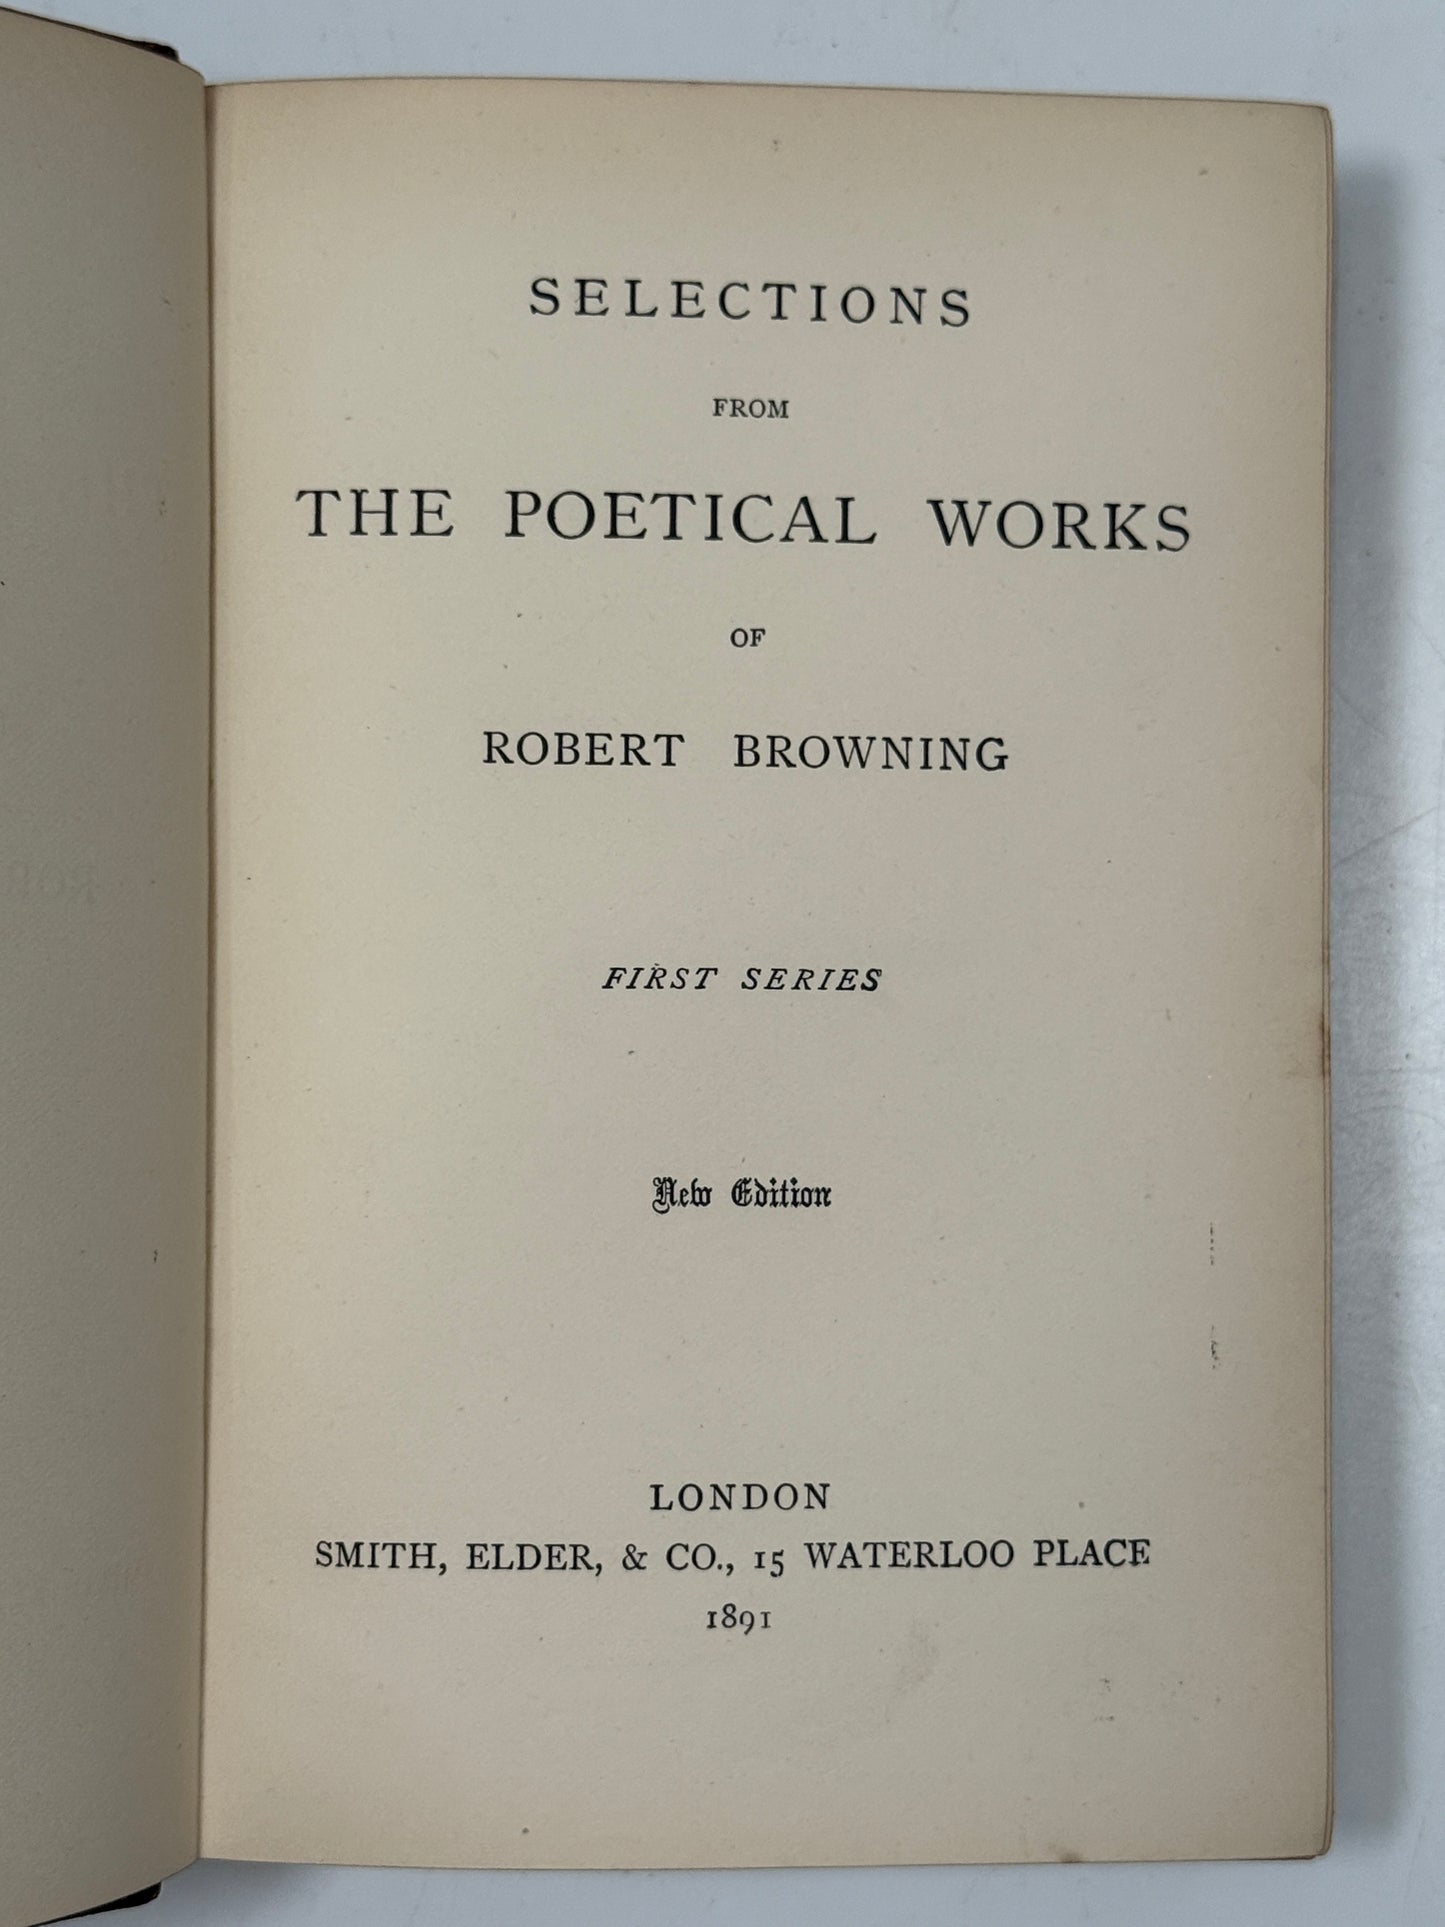 SELECTIONS
FROM
THE POETICAL WORKS
OF
ROBERT BROWNING
FIRST SERIES
New Edition
LONDON
SMITH, ELDER, & CO., 15 WATERLOO PLACE
1891